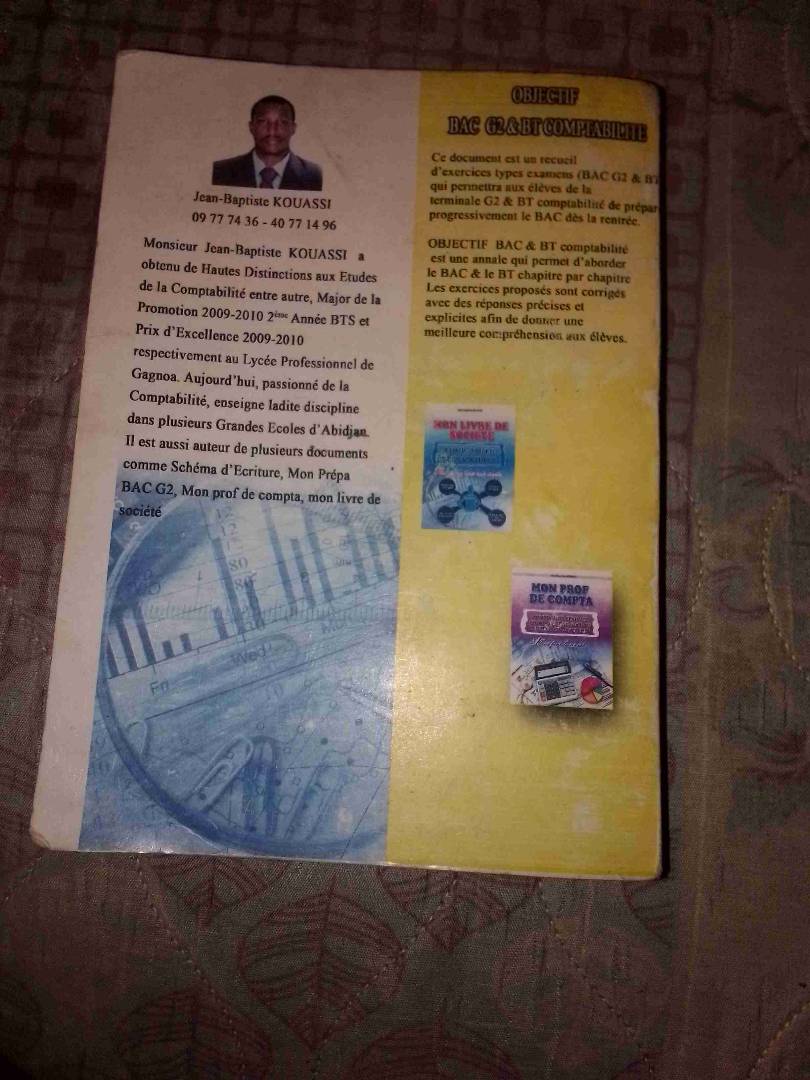 Jean-Baptiste KOUASSI
09 77 74 36 - 40 77 14 96
Monsieur Jean-Baptiste KOUASSI a
obtenu de Hautes Distinctions aux Etudes
de la Comptabilité entre autre, Major de la
Promotion 2009-2010 2ème Année BTS et
Prix d'Excellence 2009-2010
respectivement au Lycée Professionnel de
Gagnoa. Aujourd'hui, passionné de la
Comptabilité, enseigne ladite discipline
dans plusieurs Grandes Ecoles d'Abidjan.
Il est aussi auteur de plusieurs documents
comme Schéma d'Ecriture, Mon Prépa
BAC G2, Mon prof de compta, mon livre de
société
80
80
Fri
Wed
OBJECTIF
BAC G2 & BT COMPTABILITE
Ce document est un recueil
d'exercices types examens (BAC G2 & BT
qui permettra aux élèves de la
terminale G2 & BT comptabilité de prépar
progressivement le BAC dès la rentrée.
OBJECTIF BAC & BT comptabilité
est une annale qui permet d'aborder
le BAC & le BT chapitre par chapitre
Les exercices proposés sont corrigés
avec des réponses précises et
explicites afin de donner une
meilleure compréhension aux élèves.
MON LIVRE DE
SOCIETE
MON PROF
DE COMPTA